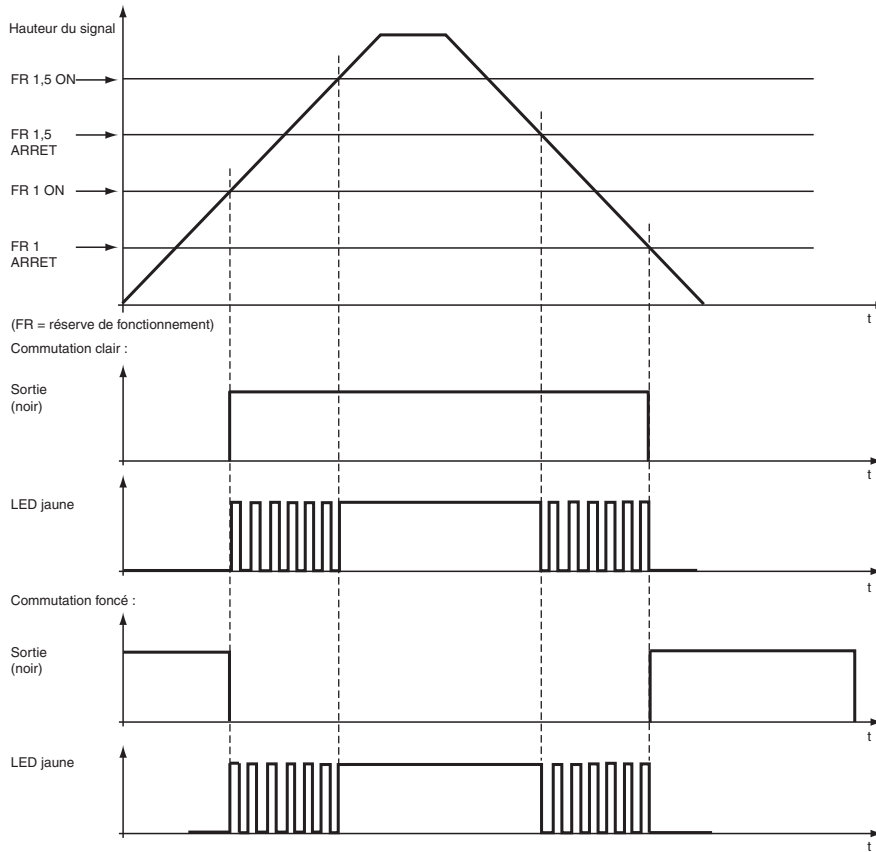 Hauteur du signal
FR 1,5 ON
FR 1,5
ARRET
FR 1 ON
FR 1
ARRET
t
(FR = réserve de fonctionnement)
Commutation clair :
Sortie
(noir)
t
LED jaune
t
Commutation foncé :
Sortie
(noir)
t
LED jaune
t